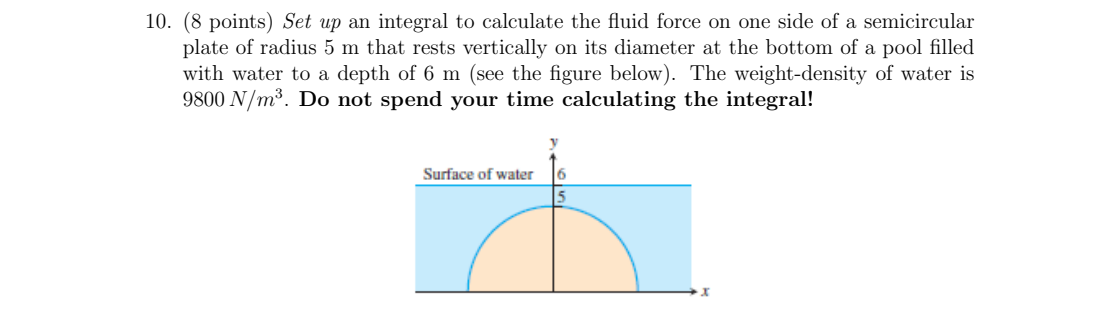 10. (8 points) Set up an integral to calculate the fluid force on one side of a semicircular
plate of radius 5 m that rests vertically on its diameter at the bottom of a pool filled
with water to a depth of 6 m (see the figure below). The weight-density of water is
9800 N/m³. Do not spend your time calculating the integral!
y
Surface of water 6
5
x